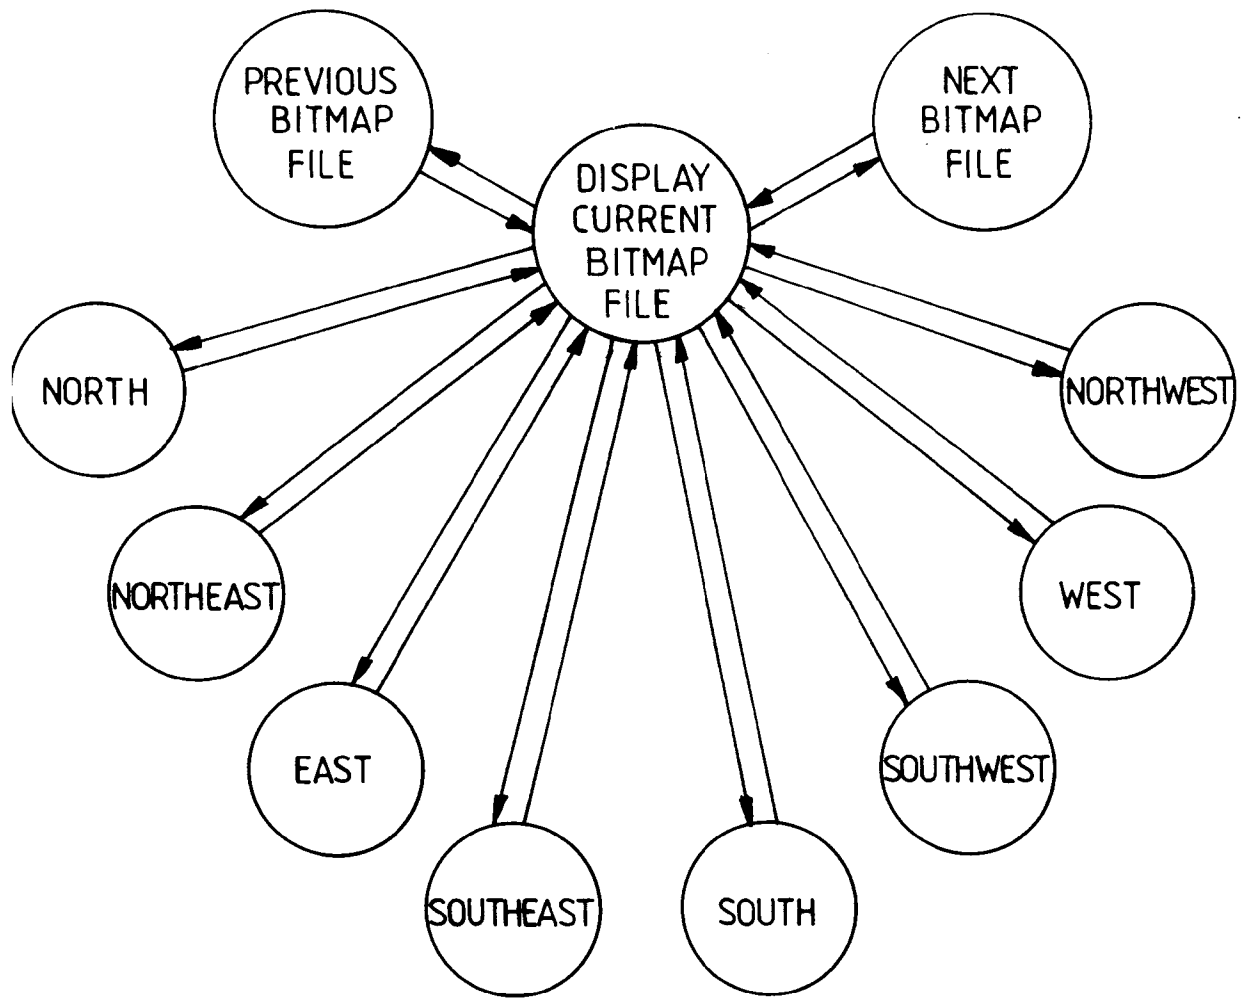 PREVIOUS
BITMAP
FILE
NEXT
BITMAP
FILE
DISPLAY
CURRENT
BITMAP
FILE
NORTH
NORTHWEST
NORTHEAST
WEST
EAST
SOUTHWEST
SOUTHEAST
SOUTH